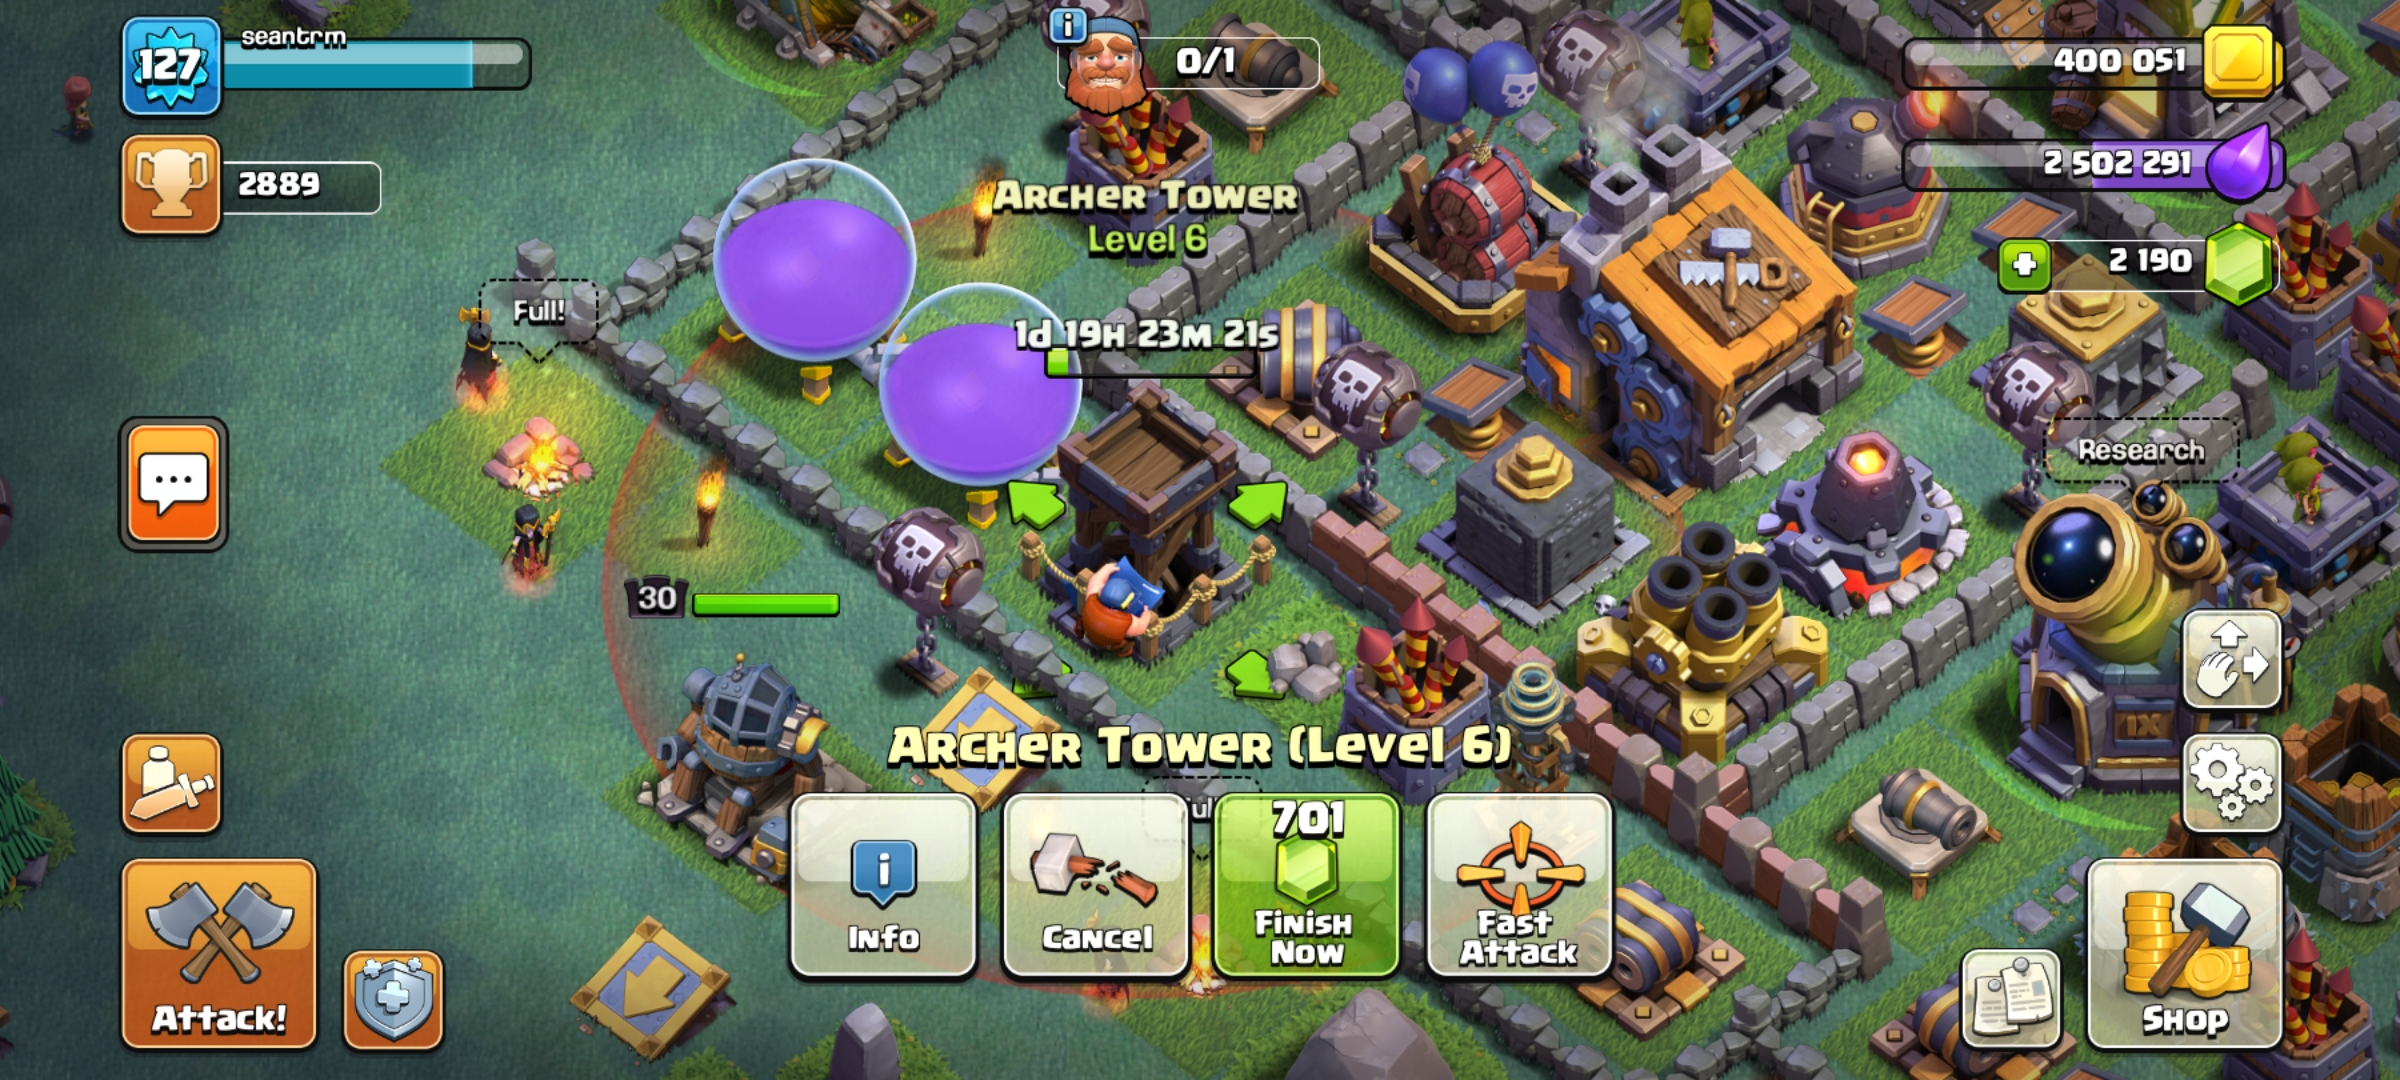 127
seantrm
0/1
400 051
2889
2 502 291
Archer Tower
Level 6
2 190
Full!
1d 19H 23M 21s
Research
30
Archer Tower (Level 6)
Info
Cancel
701
Finish
Now
Fast
Attack
IX
Attack!
Shop